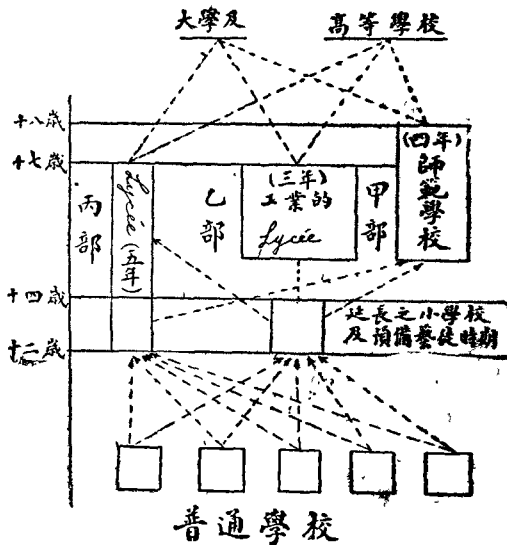 大學及
高等學校
十八歲
十七歲
十四歲
十二歲
丙部
Lycée(五年)
乙部
(三年)
工業的
Lycée
甲部
(四年)
師範學校
延長之小學校
及預備藝徒時期
普通學校